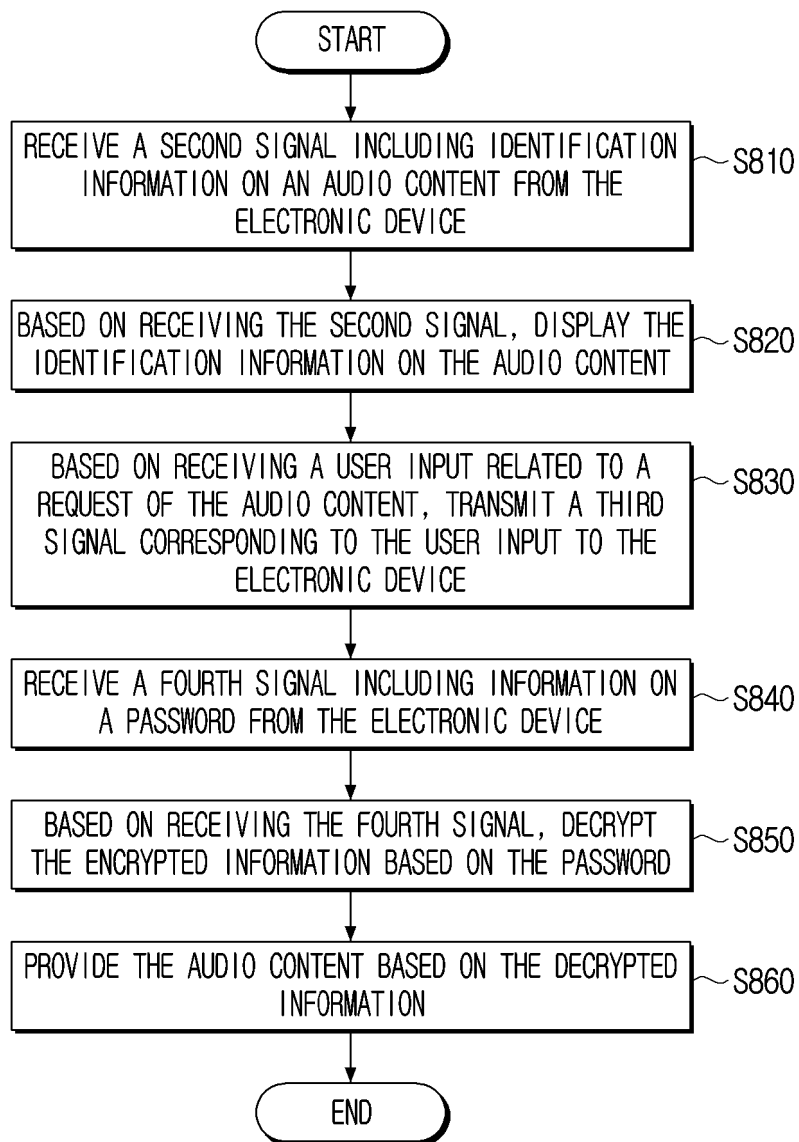 START
RECEIVE A SECOND SIGNAL INCLUDING IDENTIFICATION
INFORMATION ON AN AUDIO CONTENT FROM THE
ELECTRONIC DEVICE
S810
BASED ON RECEIVING THE SECOND SIGNAL, DISPLAY THE
IDENTIFICATION INFORMATION ON THE AUDIO CONTENT
S820
BASED ON RECEIVING A USER INPUT RELATED TO A
REQUEST OF THE AUDIO CONTENT, TRANSMIT A THIRD
SIGNAL CORRESPONDING TO THE USER INPUT TO THE
ELECTRONIC DEVICE
S830
RECEIVE A FOURTH SIGNAL INCLUDING INFORMATION ON
A PASSWORD FROM THE ELECTRONIC DEVICE
S840
BASED ON RECEIVING THE FOURTH SIGNAL, DECRYPT
THE ENCRYPTED INFORMATION BASED ON THE PASSWORD
S850
PROVIDE THE AUDIO CONTENT BASED ON THE DECRYPTED
INFORMATION
S860
END